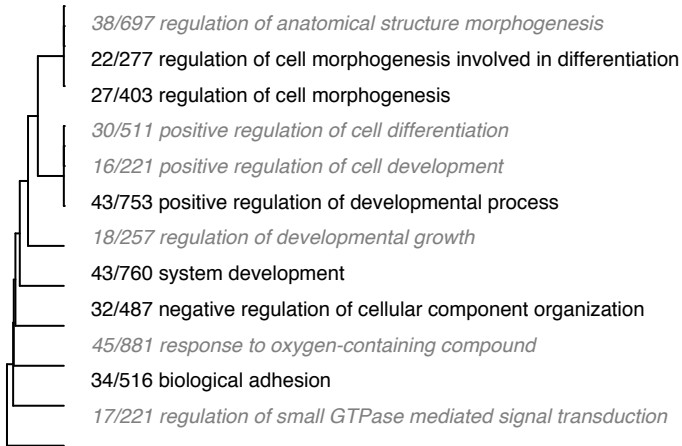 38/697 regulation of anatomical structure morphogenesis
22/277 regulation of cell morphogenesis involved in differentiation
27/403 regulation of cell morphogenesis
30/511 positive regulation of cell differentiation
16/221 positive regulation of cell development
43/753 positive regulation of developmental process
18/257 regulation of developmental growth
43/760 system development
32/487 negative regulation of cellular component organization
45/881 response to oxygen-containing compound
34/516 biological adhesion
17/221 regulation of small GTPase mediated signal transduction